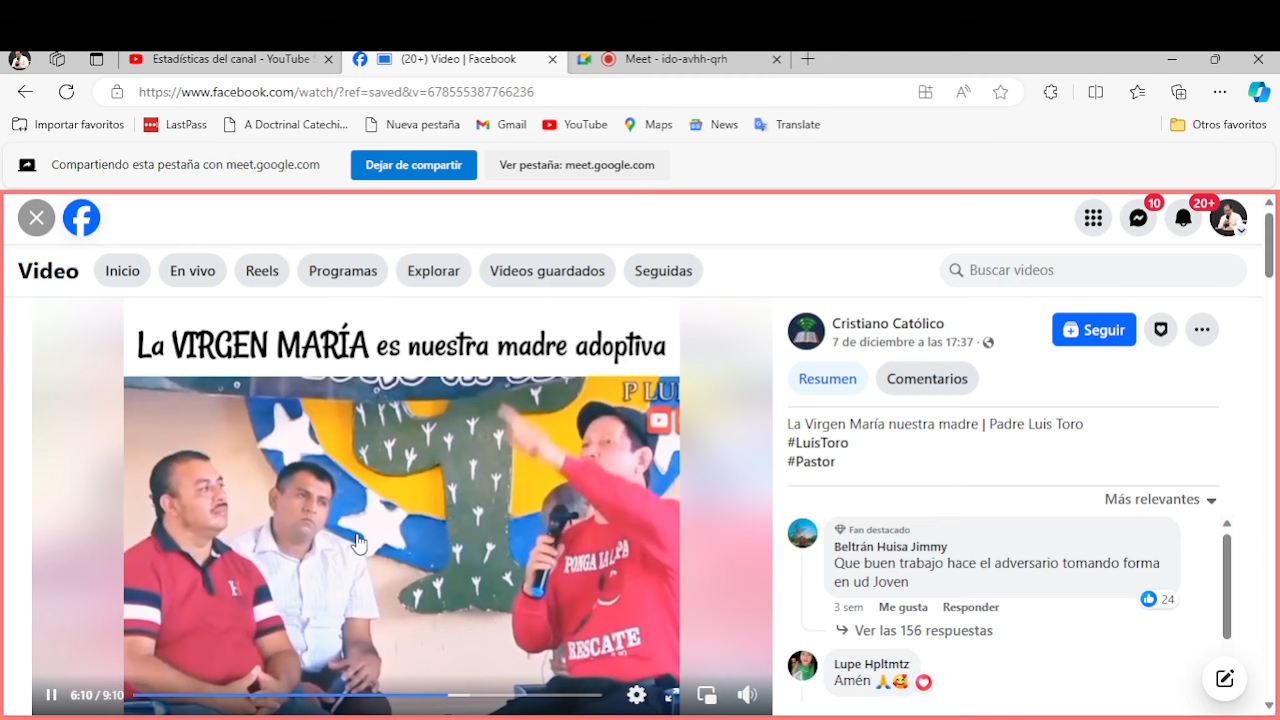 Estadísticas del canal - YouTube
(20+) Video | Facebook
Meet - ido-avhh-qrh
https://www.facebook.com/watch/?ref=saved&v=678555387766236
Importar favoritos
LastPass
A Doctrinal Catechi...
Nueva pestaña
Gmail
YouTube
Maps
News
Translate
Otros favoritos
Compartiendo esta pestaña con meet.google.com
Dejar de compartir
Ver pestaña: meet.google.com
10
20+
Video
Inicio
En vivo
Reels
Programas
Explorar
Videos guardados
Seguidas
Buscar videos
La VIRGEN MARÍA es nuestra madre adoptiva
P LU
PONGA LA
RESCATE
6:10 / 9:10
Cristiano Católico
7 de diciembre a las 17:37 ·
Seguir
Resumen
Comentarios
La Virgen María nuestra madre | Padre Luis Toro
#LuisToro
#Pastor
Más relevantes
Fan destacado
Beltrán Huisa Jimmy
Que buen trabajo hace el adversario tomando forma
en ud Joven
24
3 sem Me gusta Responder
Ver las 156 respuestas
Lupe Hpltmtz
Amén 🙏🥰